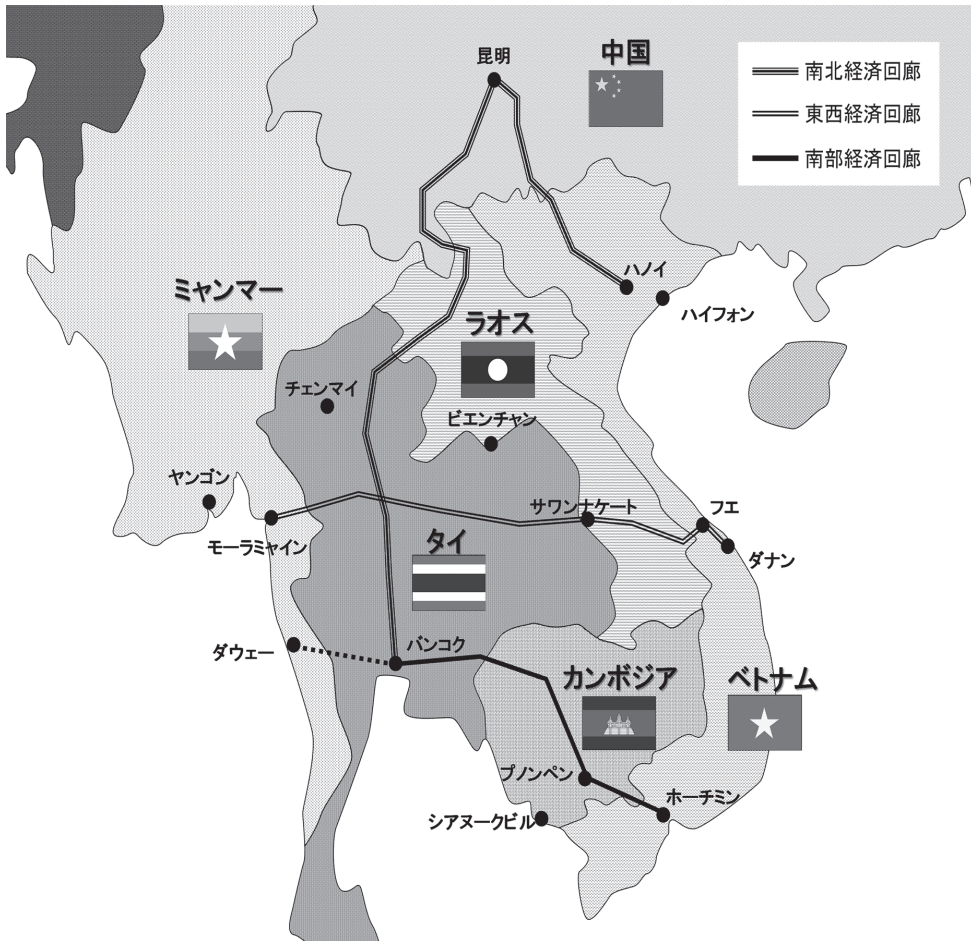 中国
昆明
南北経済回廊
東西経済回廊
南部経済回廊
ハノイ
ハイフォン
ミャンマー
ラオス
チェンマイ
ビエンチャン
ヤンゴン
モーラミャイン
サワンナケート
フエ
ダナン
タイ
ダウェー
バンコク
カンボジア
ベトナム
プノンペン
ホーチミン
シアヌークビル